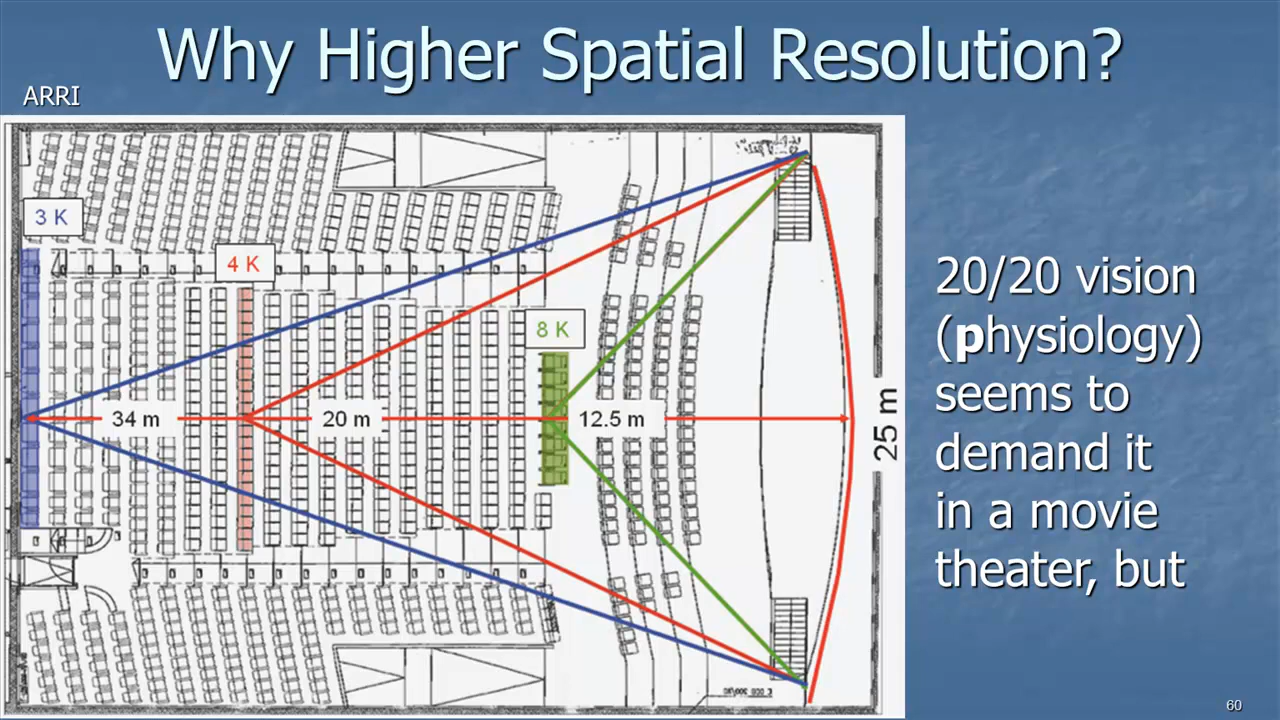 Why Higher Spatial Resolution?
ARRI
3 K
4 K
8 K
34 m
20 m
12.5 m
25 m
20/20 vision
(physiology)
seems to
demand it
in a movie
theater, but
60